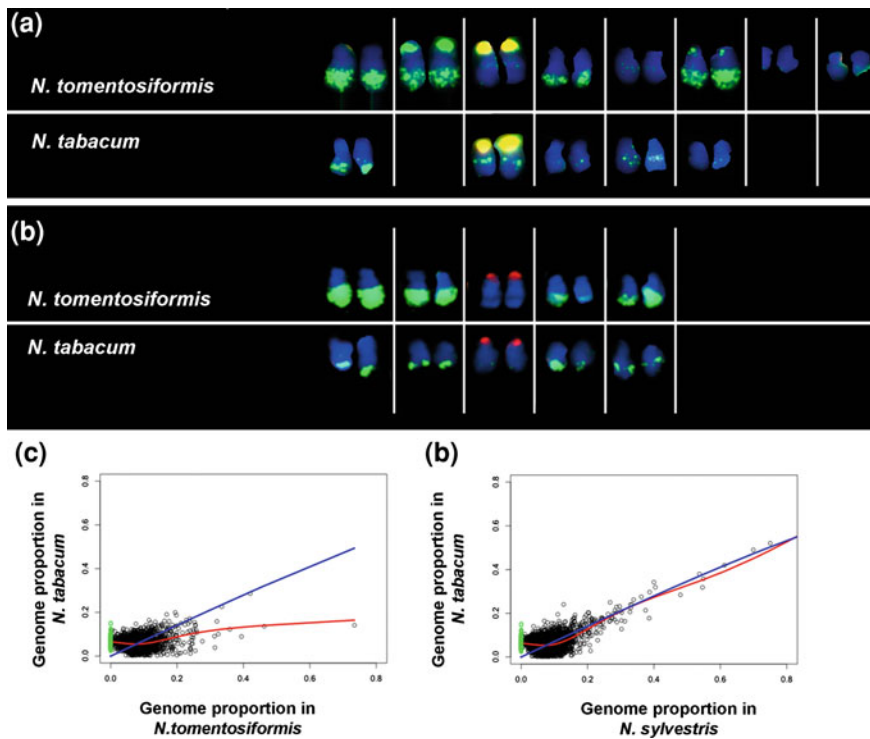 (a)
N. tomentosiformis
N. tabacum
(b)
N. tomentosiformis
N. tabacum
(c)
Genome proportion in
N. tabacum
0.0 0.2 0.4 0.6 0.8
0.0 0.2 0.4 0.6 0.8
Genome proportion in
N.tomentosiformis
(b)
Genome proportion in
N. tabacum
0.0 0.2 0.4 0.6 0.8
0.0 0.2 0.4 0.6 0.8
Genome proportion in
N. sylvestris